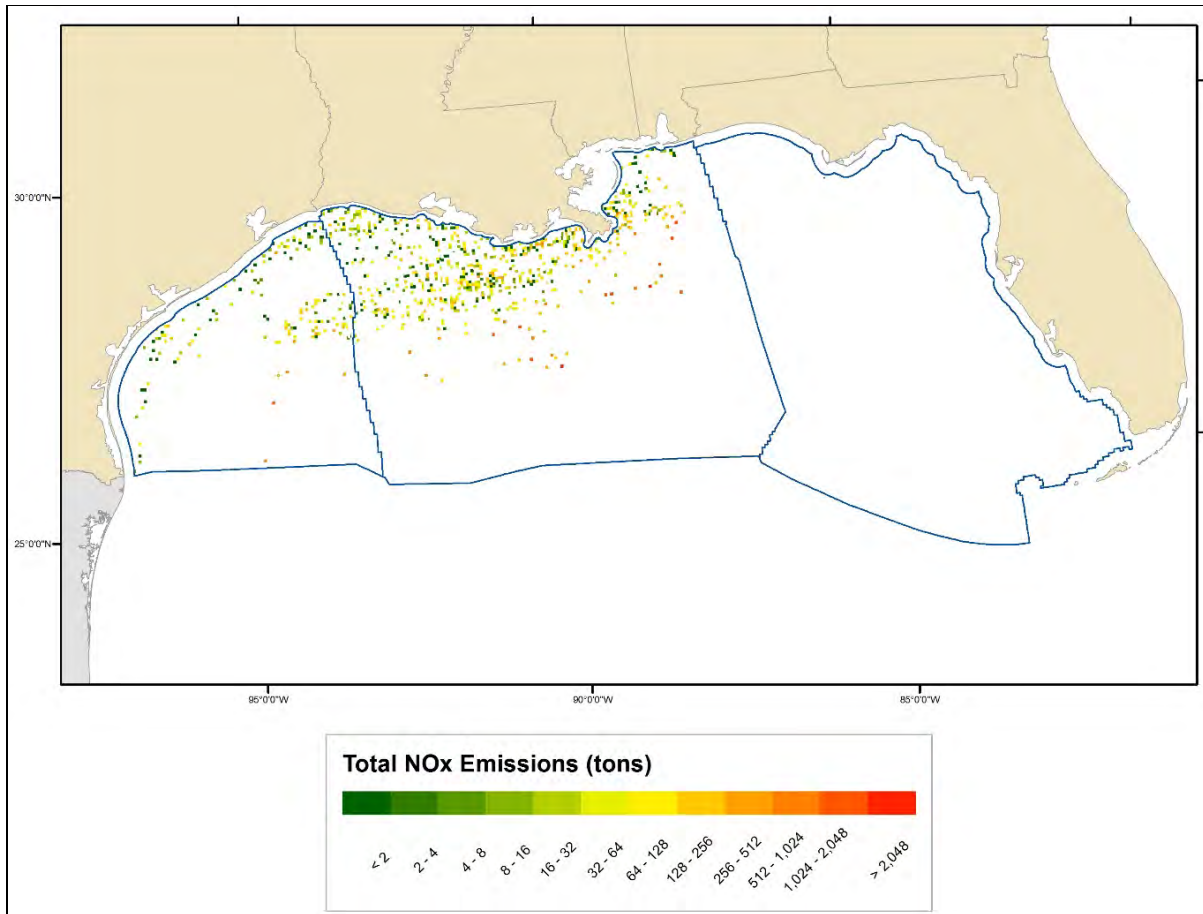 30°0'0"N
25°0'0"N
95°0'0"W 90°0'0"W 85°0'0"W
Total NOx Emissions (tons)
< 2 2 - 4 4 - 8 8 - 16 16 - 32 32 - 64 64 - 128 128 - 256 256 - 512 512 - 1,024 1,024 - 2,048 > 2,048